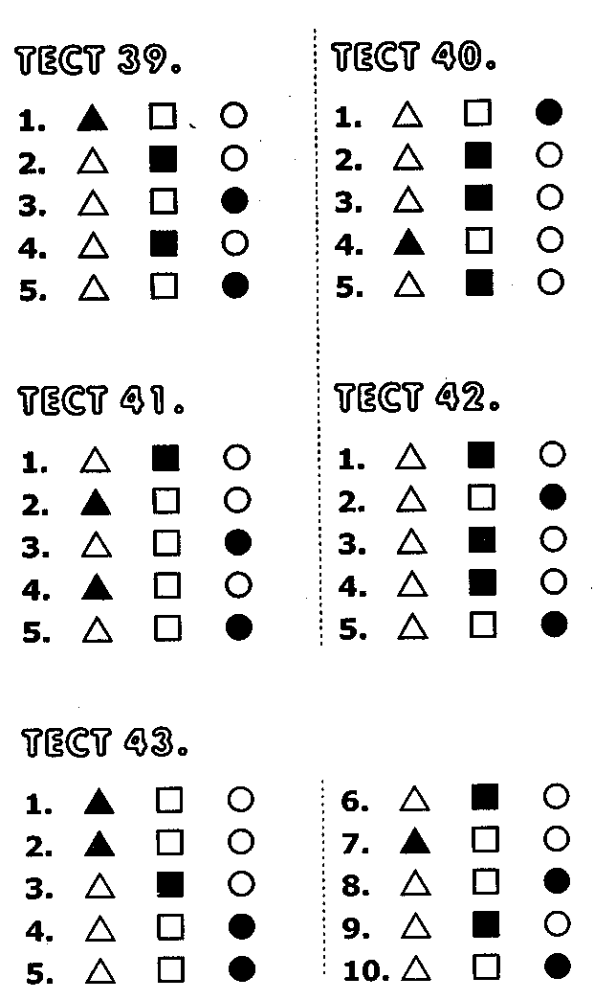 ТЕСТ 39.
1. ▲ □ ○
2. △ ■ ○
3. △ □ ●
4. △ ■ ○
5. △ □ ●
ТЕСТ 40.
1. △ □ ●
2. △ ■ ○
3. △ ■ ○
4. ▲ □ ○
5. △ ■ ○
ТЕСТ 41.
1. △ ■ ○
2. ▲ □ ○
3. △ □ ●
4. ▲ □ ○
5. △ □ ●
ТЕСТ 42.
1. △ ■ ○
2. △ □ ●
3. △ ■ ○
4. △ ■ ○
5. △ □ ●
ТЕСТ 43.
1. ▲ □ ○
2. ▲ □ ○
3. △ ■ ○
4. △ □ ●
5. △ □ ●
6. △ ■ ○
7. ▲ □ ○
8. △ □ ●
9. △ ■ ○
10. △ □ ●